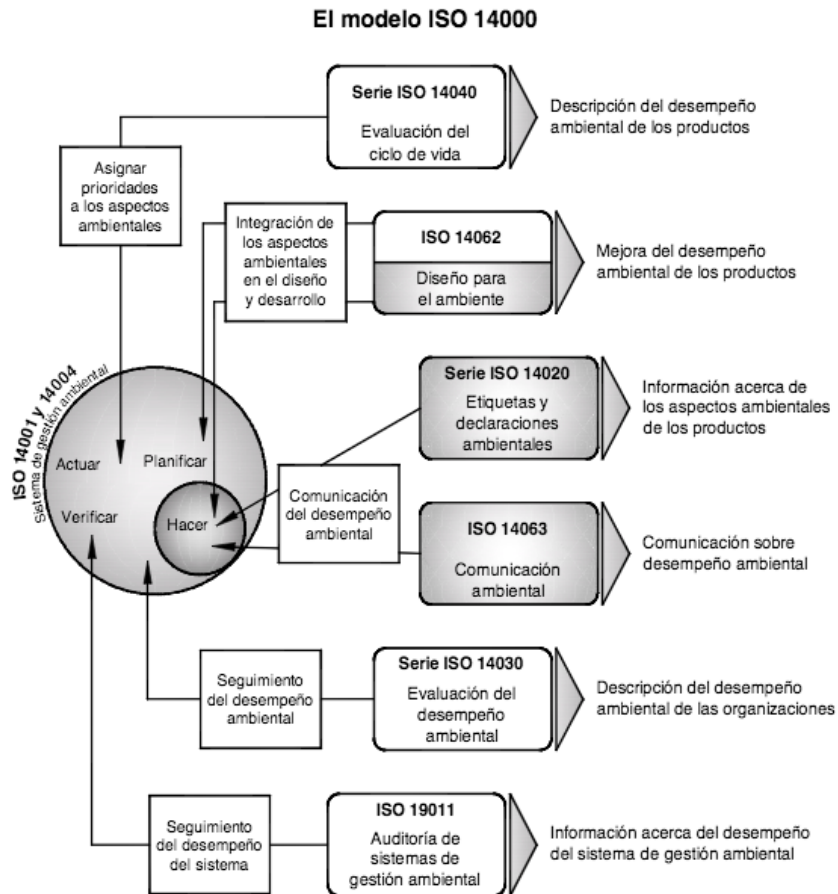 El modelo ISO 14000
Serie ISO 14040
Evaluación del
ciclo de vida
Descripción del desempeño
ambiental de los productos
Asignar
prioridades
a los aspectos
ambientales
Integración de
los aspectos
ambientales
en el diseño
y desarrollo
ISO 14062
Diseño para
el ambiente
Mejora del desempeño
ambiental de los productos
ISO 14001 y 14004
Sistema de gestión ambiental
Actuar
Planificar
Verificar
Hacer
Serie ISO 14020
Etiquetas y
declaraciones
ambientales
Información acerca de
los aspectos ambientales
de los productos
Comunicación
del desempeño
ambiental
ISO 14063
Comunicación
ambiental
Comunicación sobre
desempeño ambiental
Seguimiento
del desempeño
ambiental
Serie ISO 14030
Evaluación del
desempeño
ambiental
Descripción del desempeño
ambiental de las organizaciones
Seguimiento
del desempeño
del sistema
ISO 19011
Auditoría de
sistemas de
gestión ambiental
Información acerca del desempeño
del sistema de gestión ambiental